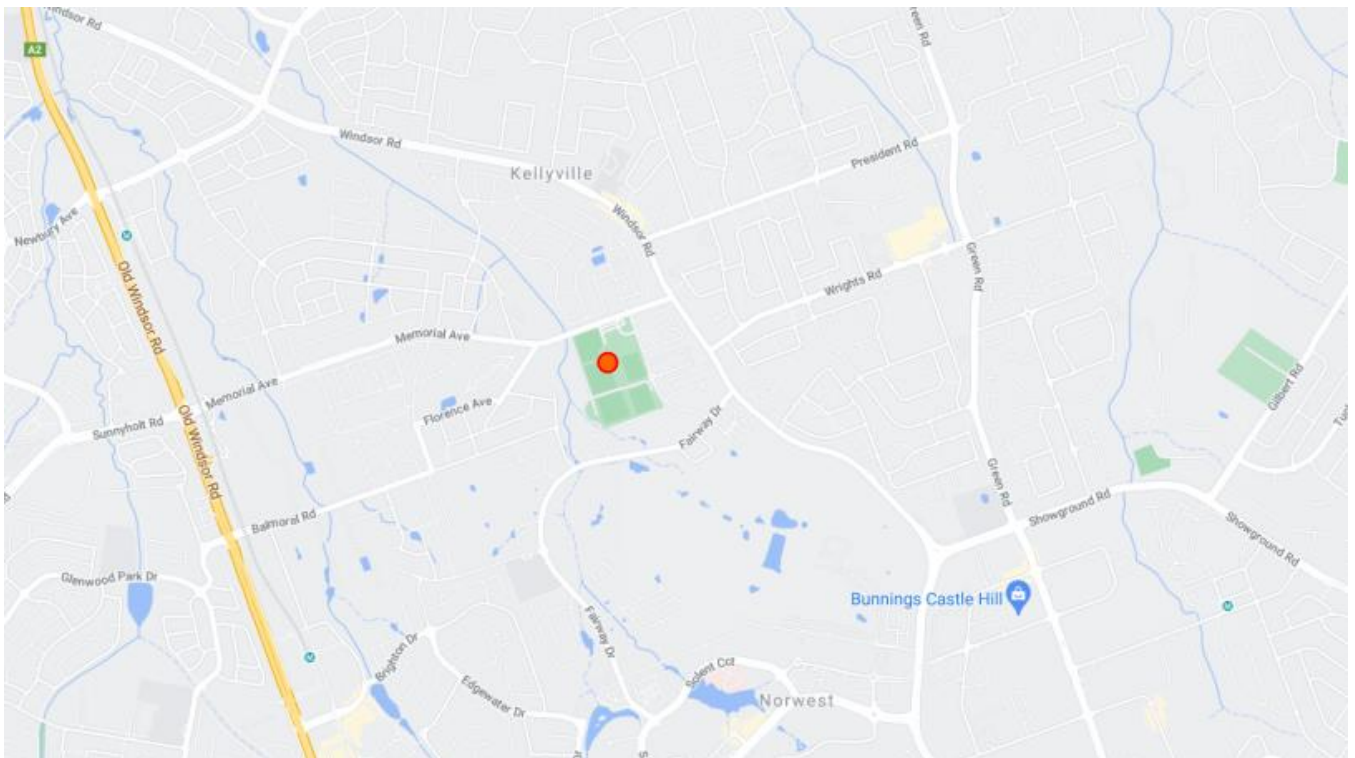 Windsor Rd
A2
Green Rd
Windsor Rd
President Rd
Kellyville
Windsor Rd
Newbury Ave
Green Rd
Old Windsor Rd
Wrights Rd
Memorial Ave
Memorial Ave
Gilbert Rd
Florence Ave
Sunnyholt Rd
Fairway Dr
Old Windsor Rd
Green Rd
Showground Rd
Balmoral Rd
Showground Rd
Glenwood Park Dr
Bunnings Castle Hill
Fairway Dr
Brighton Dr
Solent Cct
Edgewater Dr
Norwest